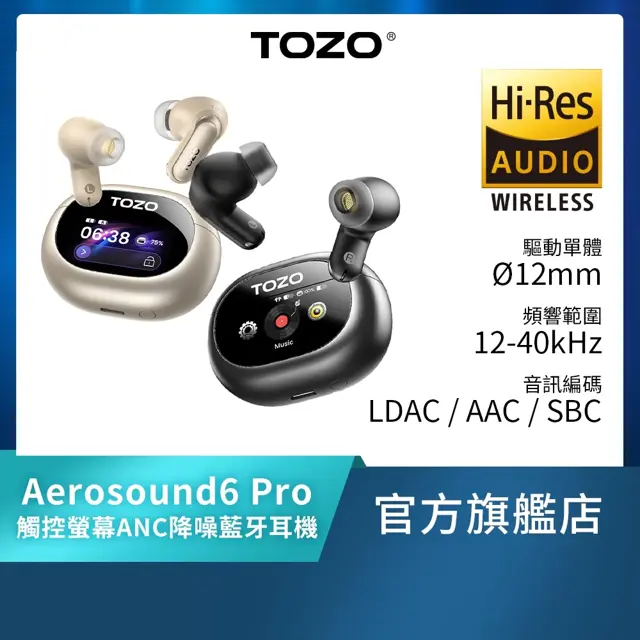 TOZO®
Hi-Res
AUDIO
WIRELESS
TOZO
06:38
75%
L
TOZO
R
TOZO
Music
驅動單體
Ø12mm
頻響範圍
12-40kHz
音訊編碼
LDAC / AAC / SBC
Aerosound6 Pro
觸控螢幕ANC降噪藍牙耳機
官方旗艦店